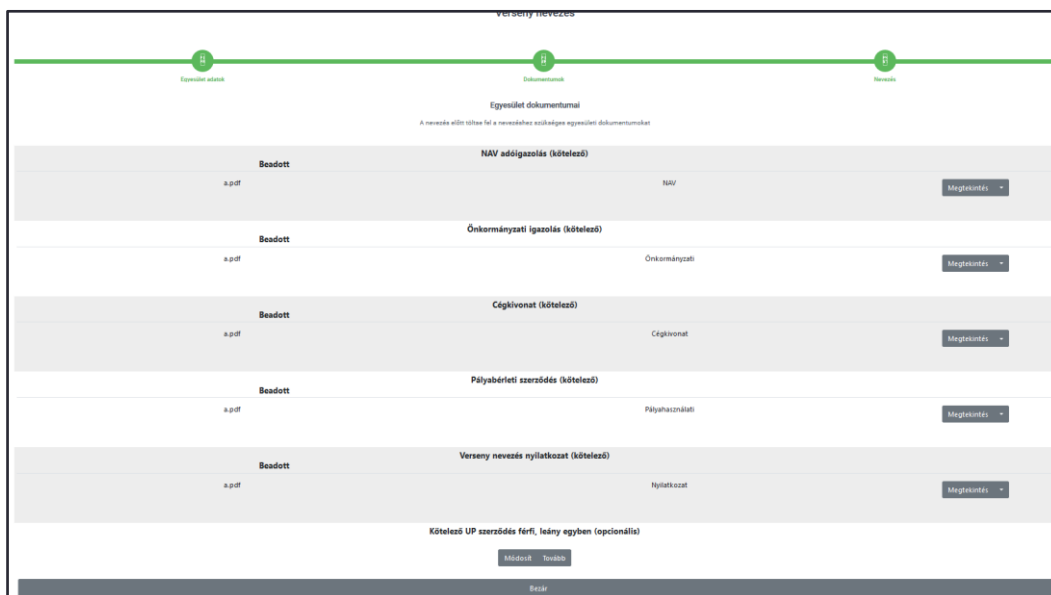 Verseny nevezés
Egyesület adatok Dokumentumok Nevezés
Egyesület dokumentumai
A nevezés előtt töltse fel a nevezéshez szükséges egyesületi dokumentumokat
NAV adóigazolás (kötelező)
Beadott
a.pdf NAV Megtekintés
Önkormányzati igazolás (kötelező)
Beadott
a.pdf Önkormányzati Megtekintés
Cégkivonat (kötelező)
Beadott
a.pdf Cégkivonat Megtekintés
Pályabérleti szerződés (kötelező)
Beadott
a.pdf Pályahasználati Megtekintés
Verseny nevezés nyilatkozat (kötelező)
Beadott
a.pdf Nyilatkozat Megtekintés
Kötelező UP szerződés férfi, leány egyben (opcionális)
Módosít Tovább
Bezár